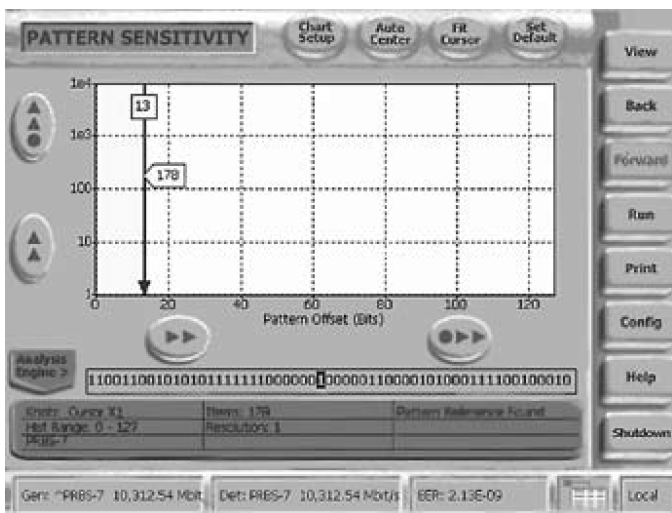 PATTERN SENSITIVITY
Chart Setup
Auto Center
Fit Cursor
Set Default
View
Back
Forward
Run
Print
Config
Help
Shutdown
1e4
1e3
100
10
1
13
178
0 20 40 60 80 100 120
Pattern Offset (Bits)
Analysis Engine >
Cursor X1
Items: 178
Pattern Reference Found
Hist Range: 0 - 127
Resolution: 1
PRBS-7
Gen: ^PRBS-7 10,312.54 Mbit
Det: PRBS-7 10,312.54 Mbit/s
BER: 2.13E-09
Local